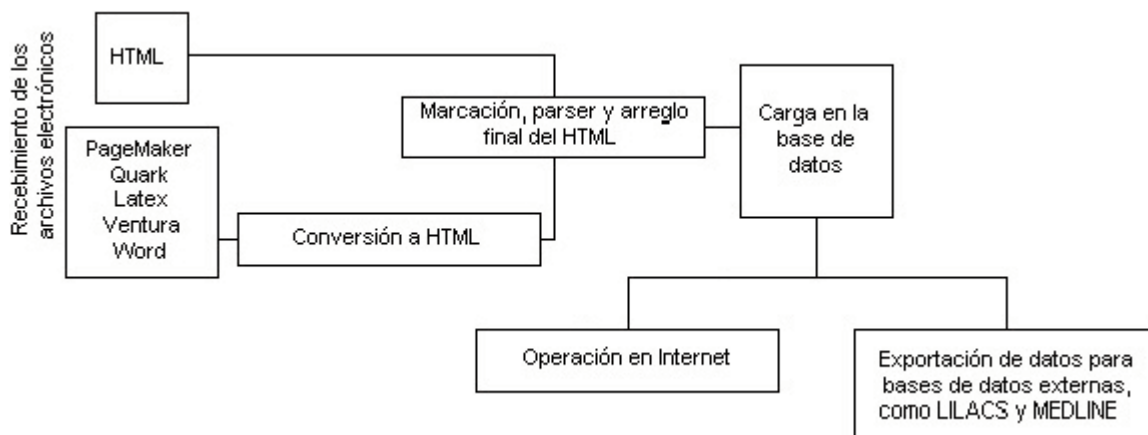 Recebimiento de los
archivos electrónicos
HTML
PageMaker
Quark
Latex
Ventura
Word
Conversión a HTML
Marcación, parser y arreglo
final del HTML
Carga en la
base de
datos
Operación en Internet
Exportación de datos para
bases de datos externas,
como LILACS y MEDLINE